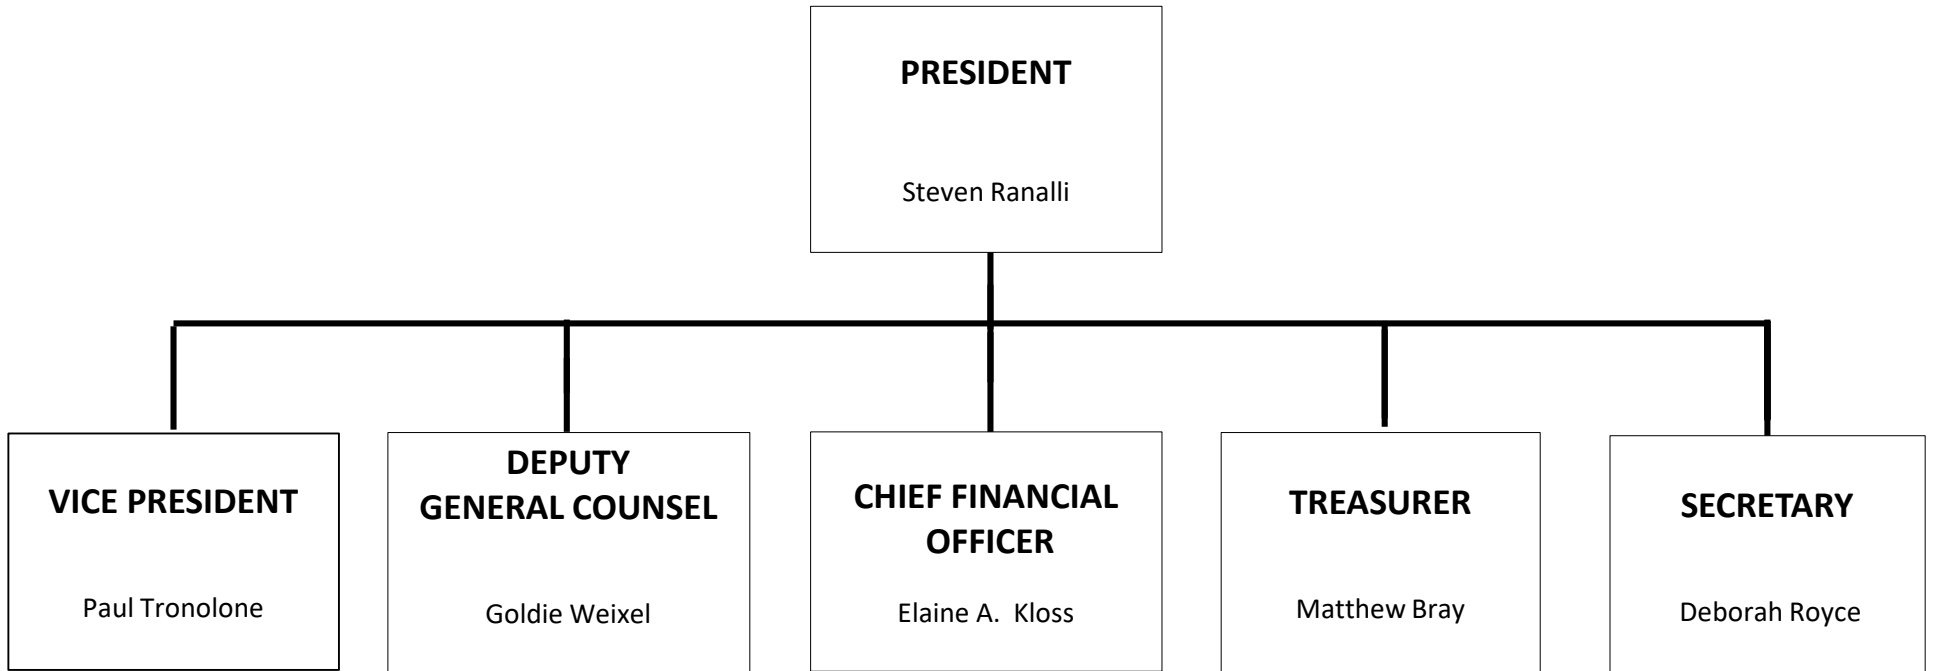 PRESIDENT
Steven Ranalli
VICE PRESIDENT
Paul Tronolone
DEPUTY
GENERAL COUNSEL
Goldie Weixel
CHIEF FINANCIAL
OFFICER
Elaine A.  Kloss
TREASURER
Matthew Bray
SECRETARY
Deborah Royce